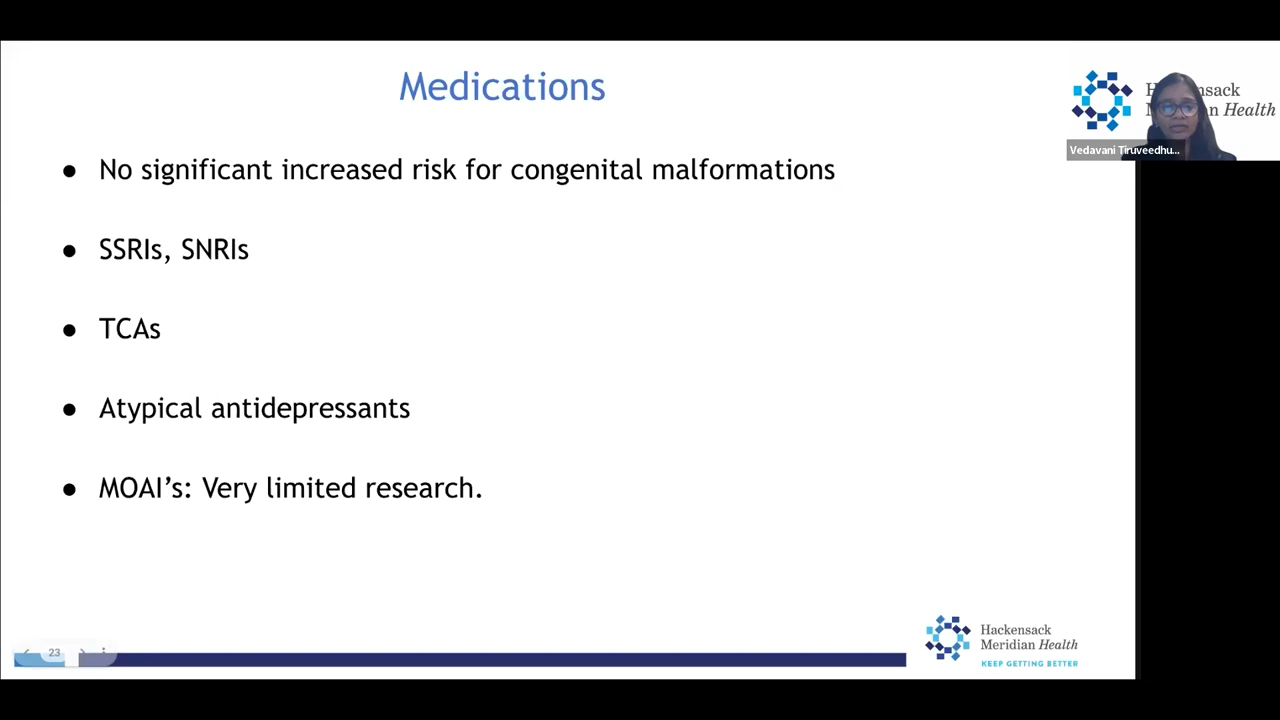 Medications
Hackensack
Meridian Health
Vedavani Tiruveedhu...
● No significant increased risk for congenital malformations
● SSRIs, SNRIs
● TCAs
● Atypical antidepressants
● MOAI’s: Very limited research.
23
Hackensack
Meridian Health
KEEP GETTING BETTER